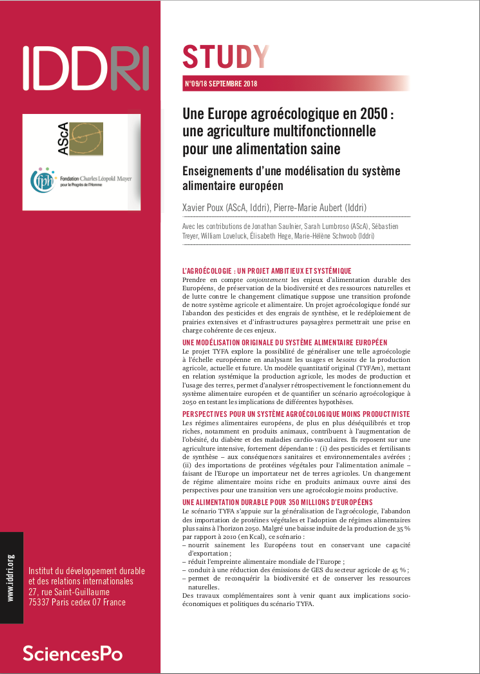 IDDRI
STUDY
N°09/18 SEPTEMBRE 2018
AScA
fph
Fondation Charles Léopold Mayer
pour le Progrès de l'Homme
Une Europe agroécologique en 2050 :
une agriculture multifonctionnelle
pour une alimentation saine
Enseignements d'une modélisation du système
alimentaire européen
Xavier Poux (AScA, Iddri), Pierre-Marie Aubert (Iddri)
Avec les contributions de Jonathan Saulnier, Sarah Lumbroso (AScA), Sébastien
Treyer, William Loveluck, Élisabeth Hege, Marie-Hélène Schwoob (Iddri)
L'AGROÉCOLOGIE : UN PROJET AMBITIEUX ET SYSTÉMIQUE
Prendre en compte conjointement les enjeux d'alimentation durable des
Européens, de préservation de la biodiversité et des ressources naturelles et
de lutte contre le changement climatique suppose une transition profonde
de notre système agricole et alimentaire. Un projet agroécologique fondé sur
l'abandon des pesticides et des engrais de synthèse, et le redéploiement de
prairies extensives et d'infrastructures paysagères permettrait une prise en
charge cohérente de ces enjeux.
UNE MODÉLISATION ORIGINALE DU SYSTÈME ALIMENTAIRE EUROPÉEN
Le projet TYFA explore la possibilité de généraliser une telle agroécologie
à l'échelle européenne en analysant les usages et besoins de la production
agricole, actuelle et future. Un modèle quantitatif original (TYFAm), mettant
en relation systémique la production agricole, les modes de production et
l'usage des terres, permet d'analyser rétrospectivement le fonctionnement du
système alimentaire européen et de quantifier un scénario agroécologique à
2050 en testant les implications de différentes hypothèses.
PERSPECTIVES POUR UN SYSTÈME AGROÉCOLOGIQUE MOINS PRODUCTIVISTE
Les régimes alimentaires européens, de plus en plus déséquilibrés et trop
riches, notamment en produits animaux, contribuent à l'augmentation de
l'obésité, du diabète et des maladies cardio-vasculaires. Ils reposent sur une
agriculture intensive, fortement dépendante : (i) des pesticides et fertilisants
de synthèse – aux conséquences sanitaires et environnementales avérées ;
(ii) des importations de protéines végétales pour l'alimentation animale –
faisant de l'Europe un importateur net de terres agricoles. Un changement
de régime alimentaire moins riche en produits animaux ouvre ainsi des
perspectives pour une transition vers une agroécologie moins productive.
UNE ALIMENTATION DURABLE POUR 350 MILLIONS D'EUROPÉENS
Le scénario TYFA s'appuie sur la généralisation de l'agroécologie, l'abandon
des importation de protéines végétales et l'adoption de régimes alimentaires
plus sains à l'horizon 2050. Malgré une baisse induite de la production de 35 %
par rapport à 2010 (en Kcal), ce scénario :
– nourrit sainement les Européens tout en conservant une capacité
d'exportation ;
– réduit l'empreinte alimentaire mondiale de l'Europe ;
– conduit à une réduction des émissions de GES du secteur agricole de 45 % ;
– permet de reconquérir la biodiversité et de conserver les ressources
naturelles.
Des travaux complémentaires sont à venir quant aux implications socio-
économiques et politiques du scénario TYFA.
www.iddri.org
Institut du développement durable
et des relations internationales
27, rue Saint-Guillaume
75337 Paris cedex 07 France
SciencesPo